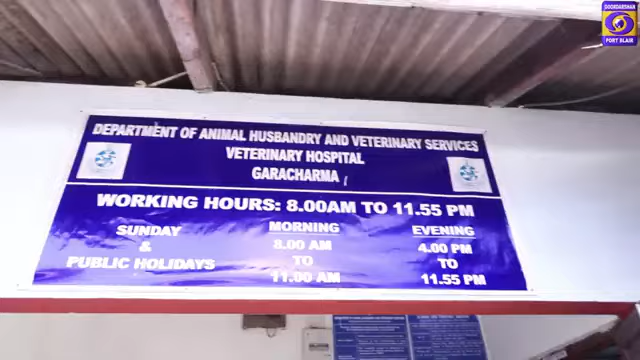 DOORDARSHAN
PORT BLAIR
DEPARTMENT OF ANIMAL HUSBANDRY AND VETERINARY SERVICES
VETERINARY HOSPITAL
GARACHARMA
WORKING HOURS: 8.00AM TO 11.55 PM
SUNDAY
&
PUBLIC HOLIDAYS
MORNING
8.00 AM
TO
11.00 AM
EVENING
4.00 PM
TO
11.55 PM